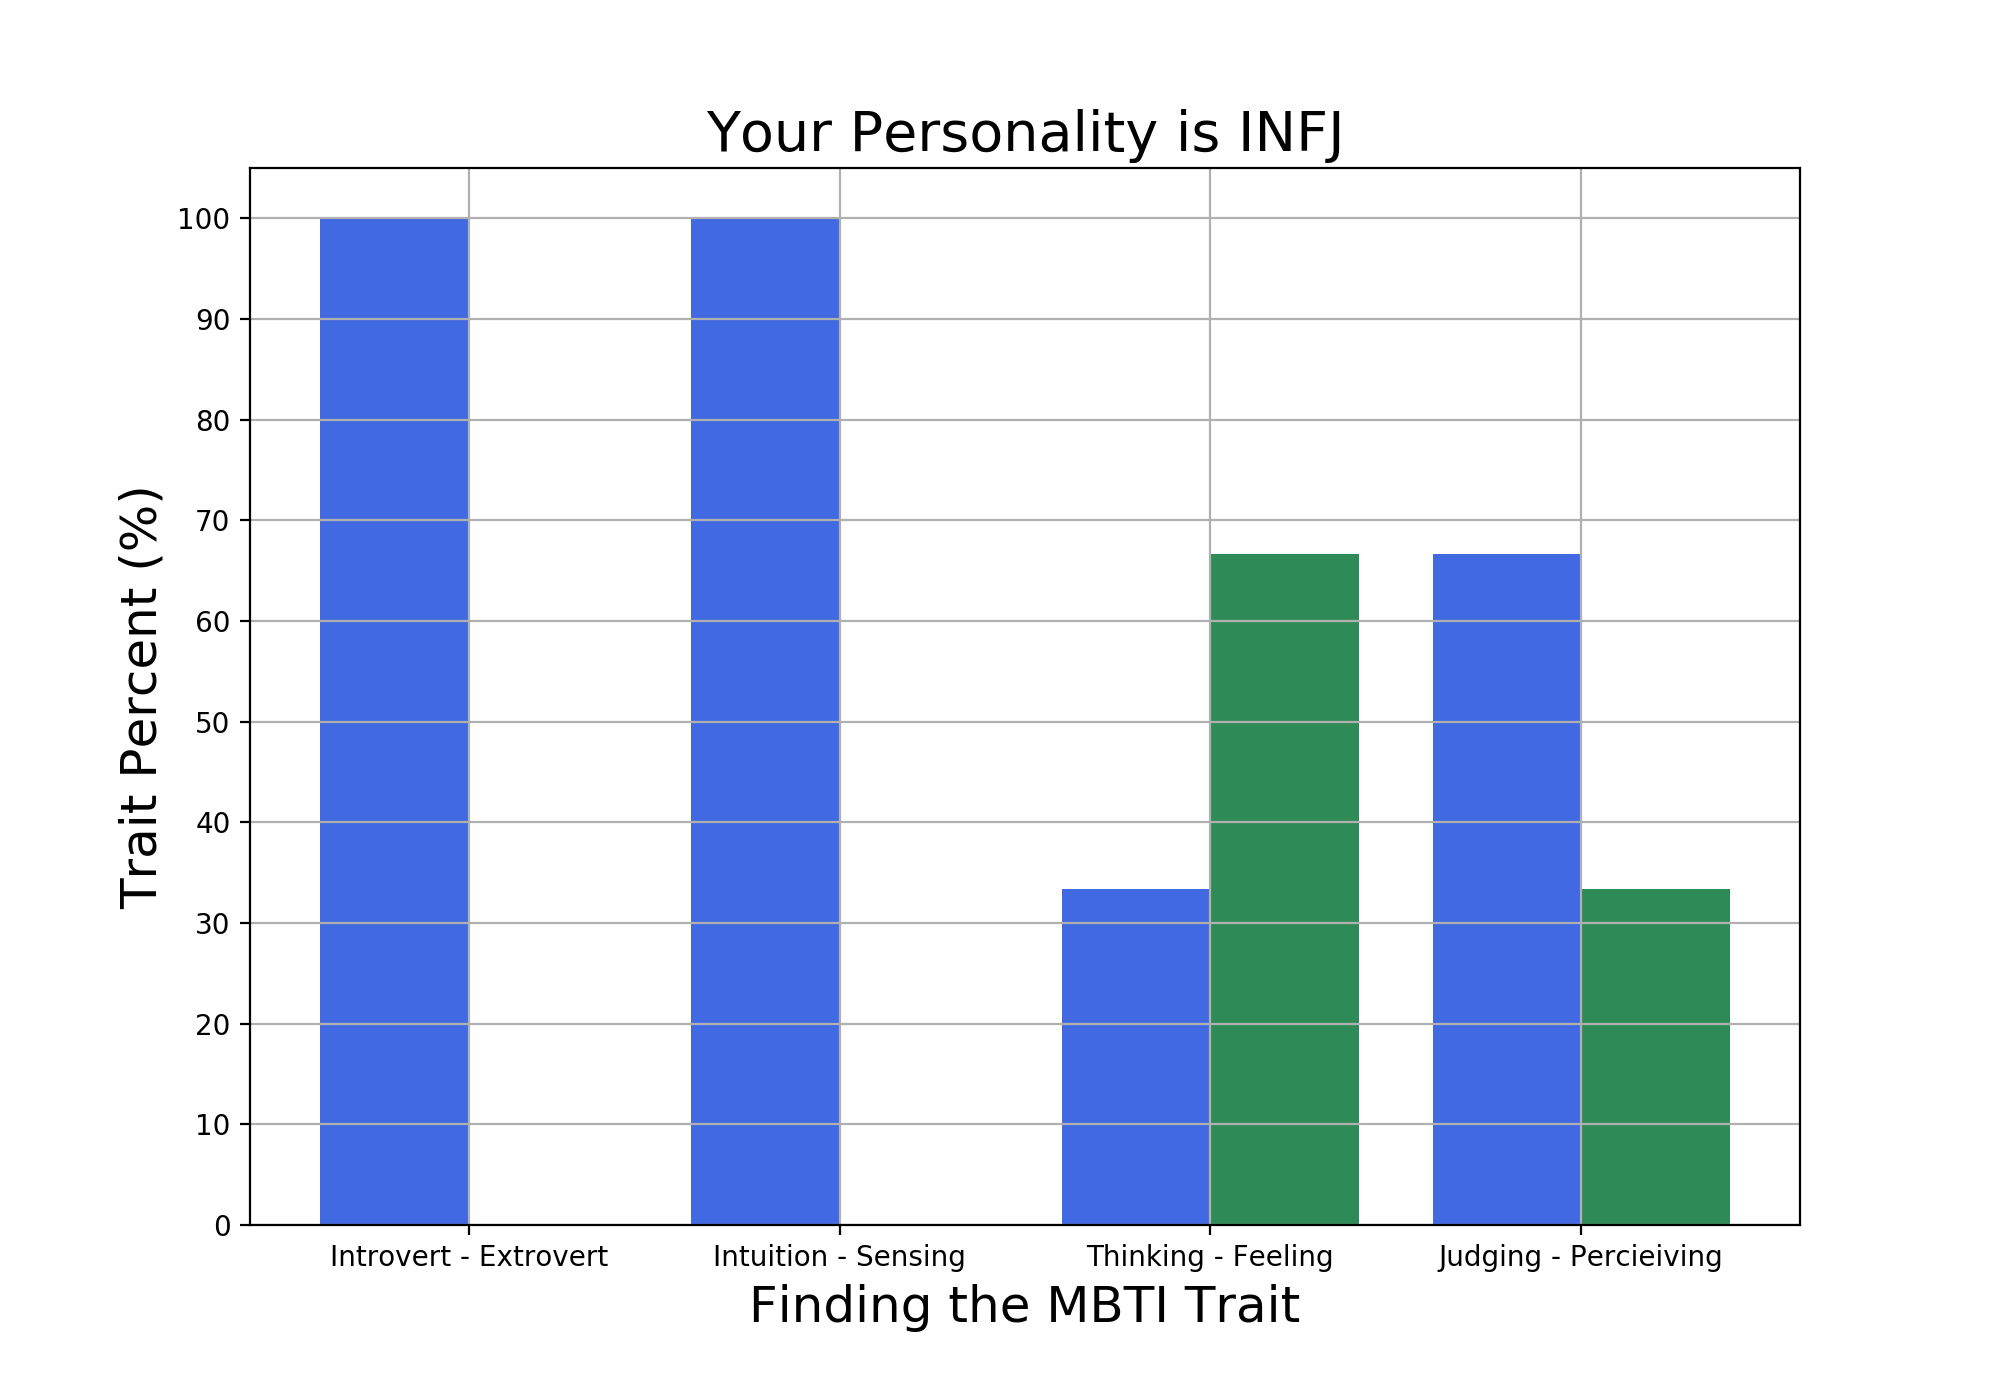 Your Personality is INFJ
Trait Percent (%)
100
90
80
70
60
50
40
30
20
10
0
Introvert - Extrovert
Intuition - Sensing
Thinking - Feeling
Judging - Percieiving
Finding the MBTI Trait